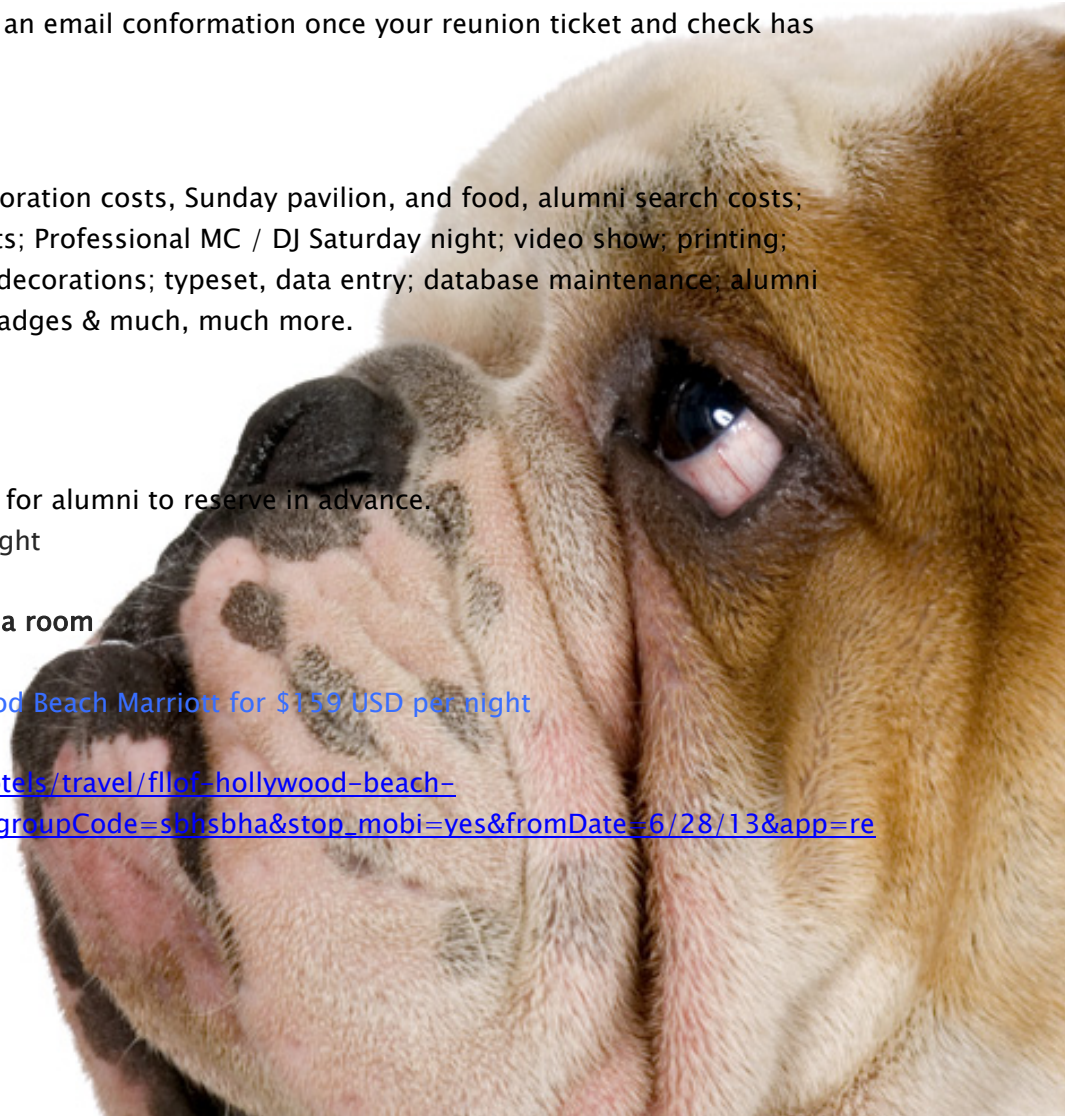 an email conformation once your reunion ticket and check has
oration costs, Sunday pavilion, and food, alumni search costs;
ts; Professional MC / DJ Saturday night; video show; printing;
decorations; typeset, data entry; database maintenance; alumni
adges & much, much more.
for alumni to reserve in advance.
ght
a room
od Beach Marriott for $159 USD per night
tels/travel/fllof-hollywood-beach-
groupCode=sbhsbha&stop_mobi=yes&fromDate=6/28/13&app=re